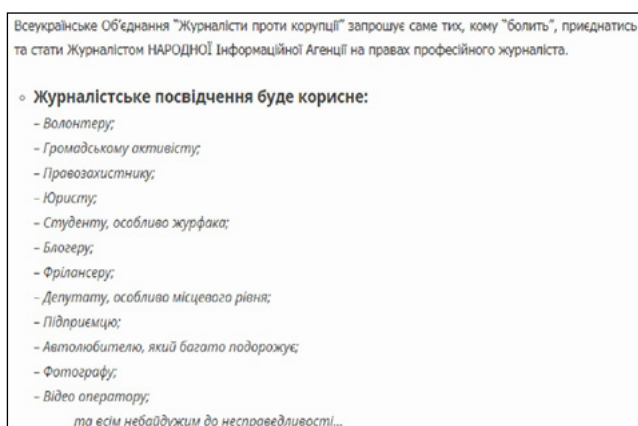 Всеукраїнське Об’єднання “Журналісти проти корупції” запрошує саме тих, кому “болить”, приєднатись
та стати Журналістом НАРОДНОЇ Інформаційної Агенції на правах професійного журналіста.
◦ Журналістське посвідчення буде корисне:
– Волонтеру;
– Громадському активісту;
– Правозахистнику;
– Юристу;
– Студенту, особливо журфака;
– Блогеру;
– Фрілансеру;
– Депутату, особливо місцевого рівня;
– Підприємцю;
– Автолюбителю, який багато подорожує;
– Фотографу;
– Відео оператору;
та всім небайдужим до несправедливості...